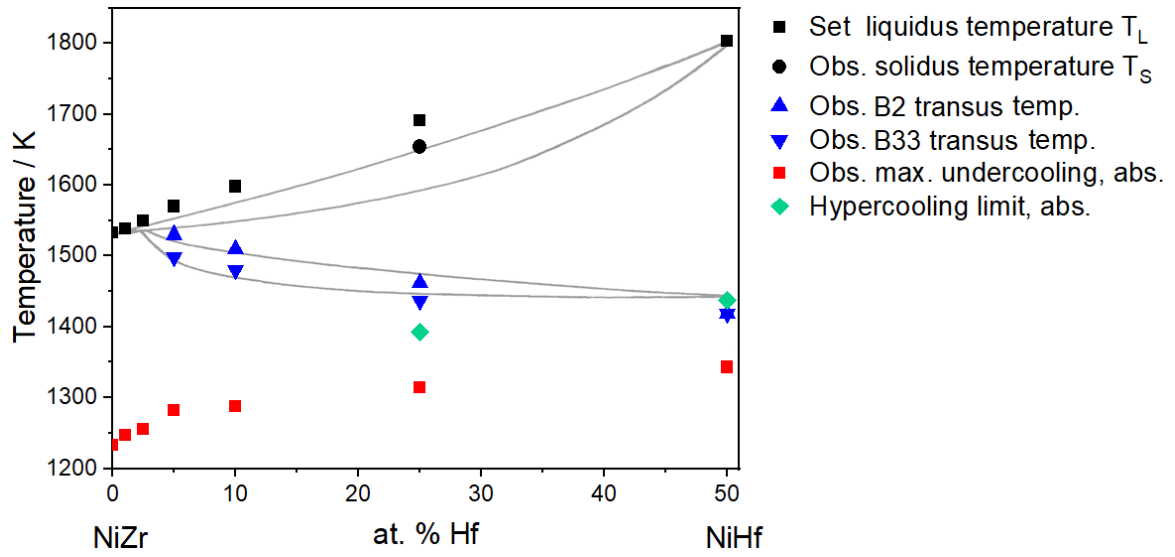 1800
1700
1600
1500
1400
1300
1200
Temperature / K
0
10
20
30
40
50
NiZr
at. % Hf
NiHf
Set liquidus temperature T_L
Obs. solidus temperature T_S
Obs. B2 transus temp.
Obs. B33 transus temp.
Obs. max. undercooling, abs.
Hypercooling limit, abs.